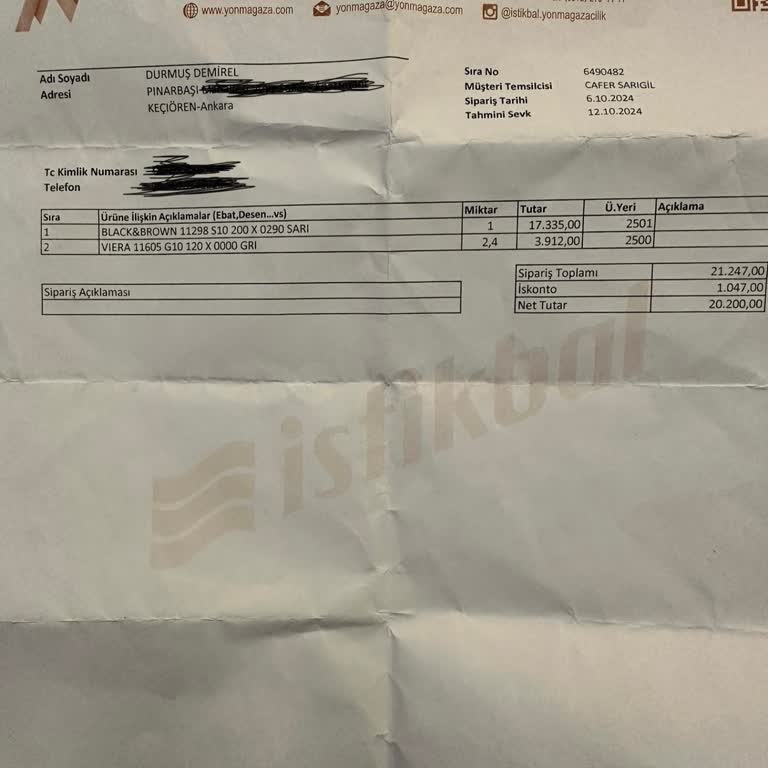 www.yonmagaza.com yonmagaza@yonmagaza.com @istikbal.yonmagazacilik
Adı Soyadı DURMUŞ DEMİREL
Adresi PINARBAŞI
KEÇİÖREN-Ankara
Sıra No 6490482
Müşteri Temsilcisi CAFER SARIGİL
Sipariş Tarihi 6.10.2024
Tahmini Sevk 12.10.2024
Tc Kimlik Numarası
Telefon
Sıra Ürüne İlişkin Açıklamalar (Ebat,Desen...vs) Miktar Tutar Ü.Yeri Açıklama
1 BLACK&BROWN 11298 S10 200 X 0290 SARI 1 17.335,00 2501
2 VIERA 11605 G10 120 X 0000 GRI 2,4 3.912,00 2500
Sipariş Açıklaması
Sipariş Toplamı 21.247,00
İskonto 1.047,00
Net Tutar 20.200,00
istikbal